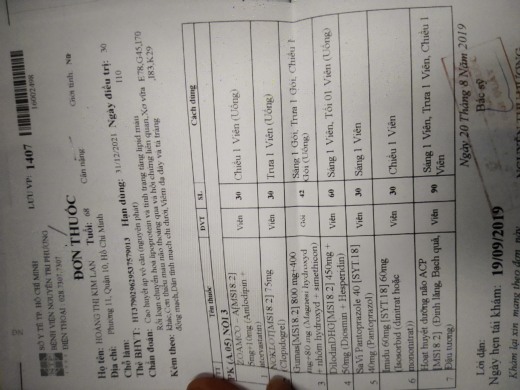 LƯU VP: 1407
16002498
SỞ Y TẾ TP. HỒ CHÍ MINH
BỆNH VIỆN NGUYỄN TRI PHƯƠNG
ĐIỆN THOẠI : 028.7307.7307
ĐƠN THUỐC
Họ tên: HOÀNG THỊ KIM LAN Tuổi: 68 Cân nặng Giới tính: Nữ
Địa chỉ: Phường 11, Quận 10, Hồ Chí Minh
Chỗ làm:
Thẻ BHYT: HT379029629537579013 Hạn dùng: 31/12/2021 Ngày điều trị: 30
Chẩn đoán: Cao huyết áp vô căn (nguyên phát) 110
Kèm theo: Rối loạn chuyển hoá lipoprotein và tình trạng tăng lipid máu
khác,Cơn thiếu máu não thoáng qua và hội chứng liên quan,Xơ vữa E78,G45,I70
động mạch,Dãn tĩnh mạch chi dưới,Viêm dạ dày và tá tràng ,I83,K29
TT Tên thuốc ĐVT SL Cách dùng
PK (A.05) NỘI 3
1 ZOAMCO - A[MS18.2] 5mg+10mg (Amlodipin + atorvastatin) Viên 30 Chiều 1 Viên (Uống)
NOKLOT[MS18.2] 75mg (Clopidogrel) Viên 30 Trưa 1 Viên (Uống)
3 Gumas[MS18.2] 800 mg+400 mg+80 mg (Magnesi hydroxyd + nhôm hydroxyd + simethicon) Gói 42 Sáng 1 Gói, Trưa 1 Gói, Chiều 1 Gói (Uống)
4 DilodinDHG[MS18.2] 450mg + 50mg (Diosmin + Hesperidin) Viên 60 Sáng 1 Viên, Tối 01 Viên (Uống)
5 SaVi Pantoprazole 40 [SYT.18] 40mg (Pantoprazol) Viên 30 Sáng 1 Viên
6 Imidu 60mg [SYT.18] 60mg (Isosorbid (dinitrat hoặc mononitrat)) Viên 30 Chiều 1 Viên
7 Hoạt huyết dưỡng não ACP [MS18.2] (Đinh lăng, Bạch quả, Đậu tương) Viên 90 Sáng 1 Viên, Trưa 1 Viên, Chiều 1 Viên
Ngày 20 Tháng 8 Năm 2019
Lời dặn: Bác sỹ
Ngày hẹn tái khám: 19/09/2019
Khám lại xin mang theo đơn này